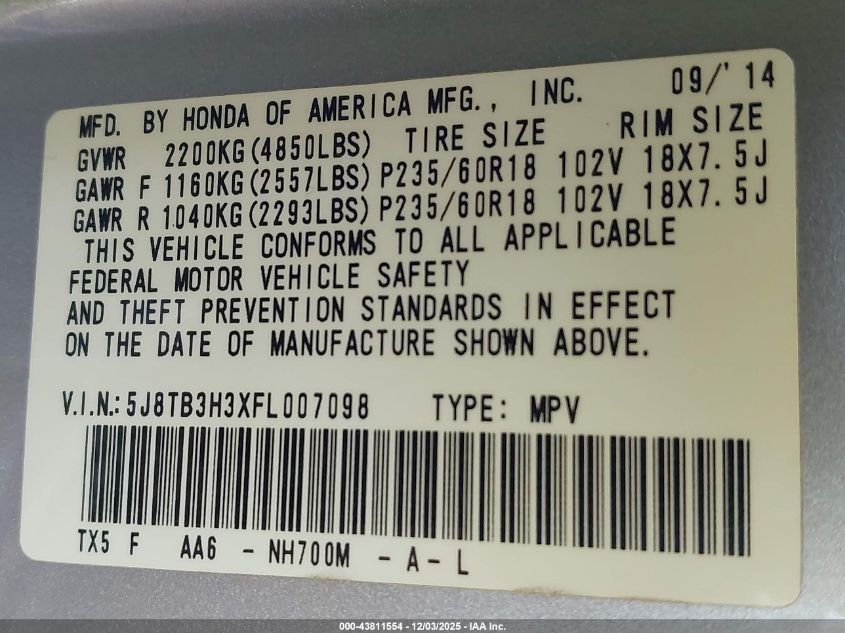 MFD. BY HONDA OF AMERICA MFG., INC. 09/'14
GVWR 2200KG(4850LBS) TIRE SIZE RIM SIZE
GAWR F 1160KG(2557LBS) P235/60R18 102V 18X7.5J
GAWR R 1040KG(2293LBS) P235/60R18 102V 18X7.5J
THIS VEHICLE CONFORMS TO ALL APPLICABLE
FEDERAL MOTOR VEHICLE SAFETY
AND THEFT PREVENTION STANDARDS IN EFFECT
ON THE DATE OF MANUFACTURE SHOWN ABOVE.
V.I.N.: 5J8TB3H3XFL007098 TYPE: MPV
TX5 F AA6 - NH700M - A - L
000-43811554 - 12/03/2025 - IAA Inc.